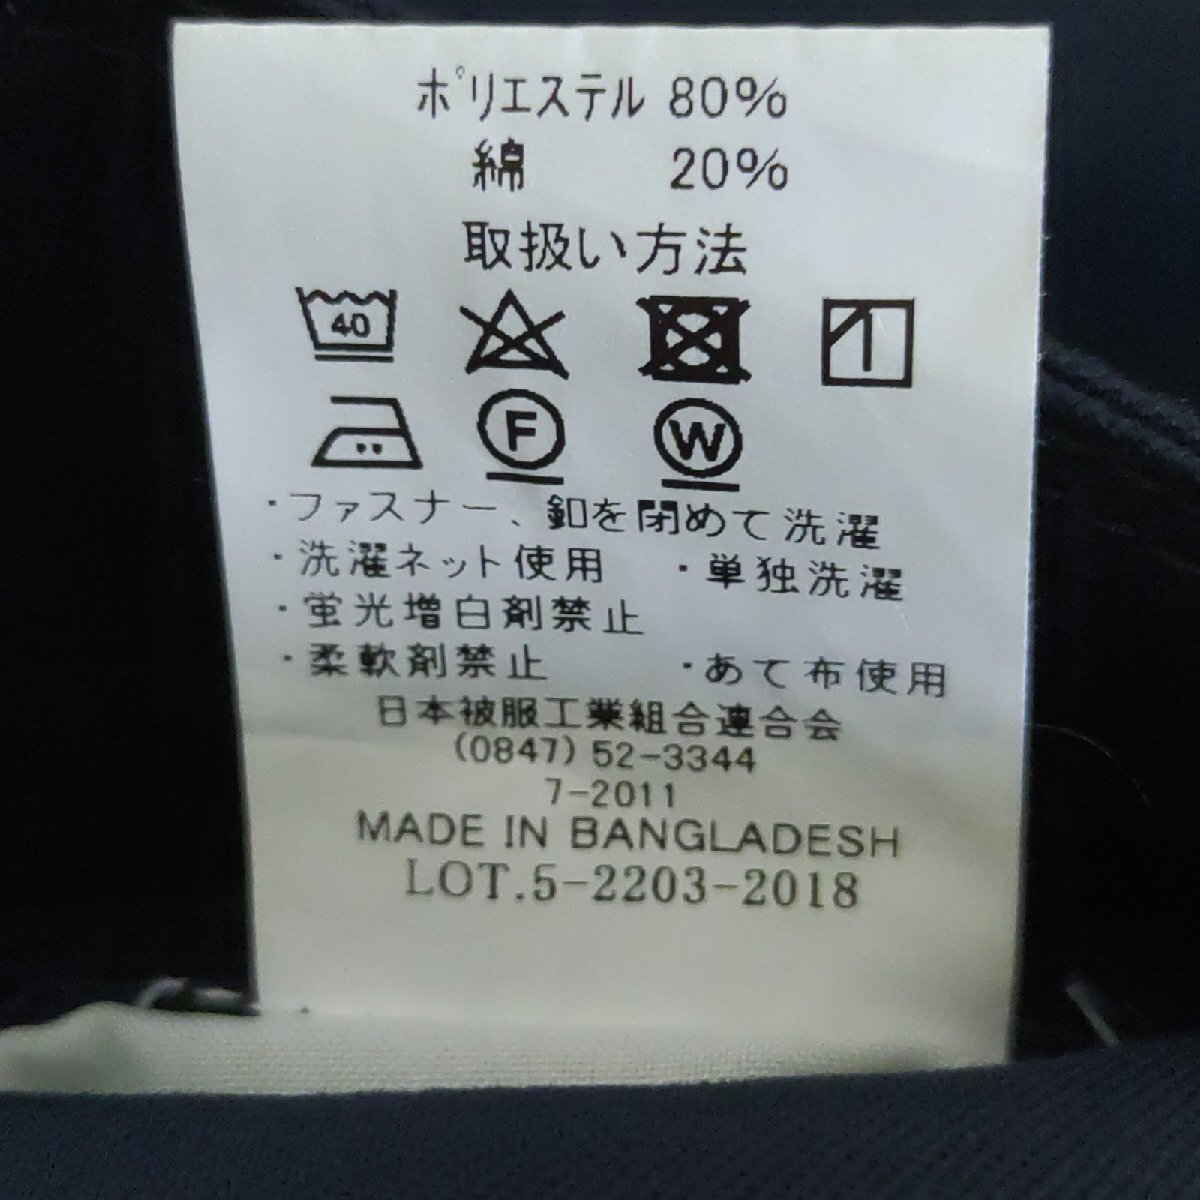 ポリエステル 80%
綿 20%
取扱い方法
40
F W
・ファスナー、釦を閉めて洗濯
・洗濯ネット使用 ・単独洗濯
・蛍光増白剤禁止
・柔軟剤禁止 ・あて布使用
日本被服工業組合連合会
(0847) 52-3344
7-2011
MADE IN BANGLADESH
LOT.5-2203-2018